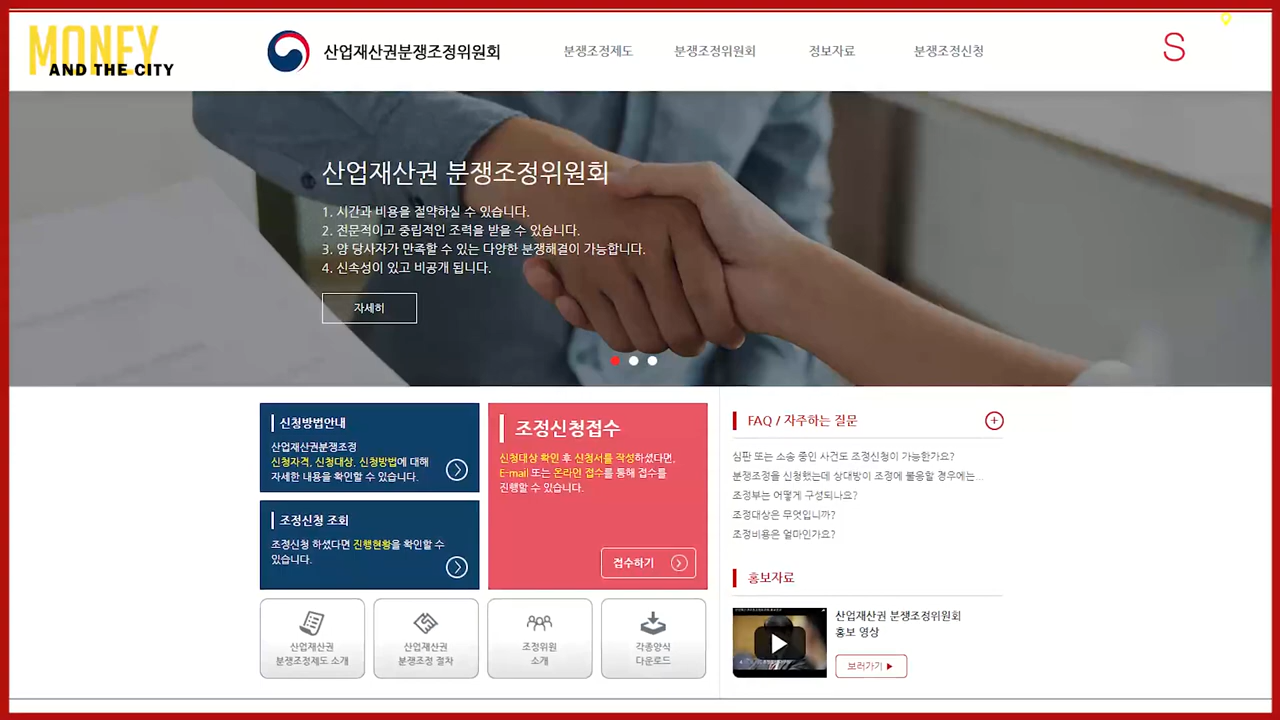 MONEY
AND THE CITY
산업재산권분쟁조정위원회
분쟁조정제도
분쟁조정위원회
정보자료
분쟁조정신청
S
산업재산권 분쟁조정위원회
1. 시간과 비용을 절약하실 수 있습니다.
2. 전문적이고 중립적인 조력을 받을 수 있습니다.
3. 양 당사자가 만족할 수 있는 다양한 분쟁해결이 가능합니다.
4. 신속성이 있고 비공개 됩니다.
자세히
신청방법안내
산업재산권분쟁조정
신청자격, 신청대상, 신청방법에 대해
자세한 내용을 확인할 수 있습니다.
조정신청 조회
조정신청 하셨다면 진행현황을 확인할 수
있습니다.
조정신청접수
신청대상 확인 후 신청서를 작성하셨다면,
E-mail 또는 온라인 접수를 통해 접수를
진행할 수 있습니다.
접수하기
산업재산권
분쟁조정제도 소개
산업재산권
분쟁조정 절차
조정위원
소개
각종양식
다운로드
FAQ / 자주하는 질문
심판 또는 소송 중인 사건도 조정신청이 가능한가요?
분쟁조정을 신청했는데 상대방이 조정에 불응할 경우에는...
조정부는 어떻게 구성되나요?
조정대상은 무엇입니까?
조정비용은 얼마인가요?
홍보자료
산업재산권 분쟁조정위원회
홍보 영상
보러가기